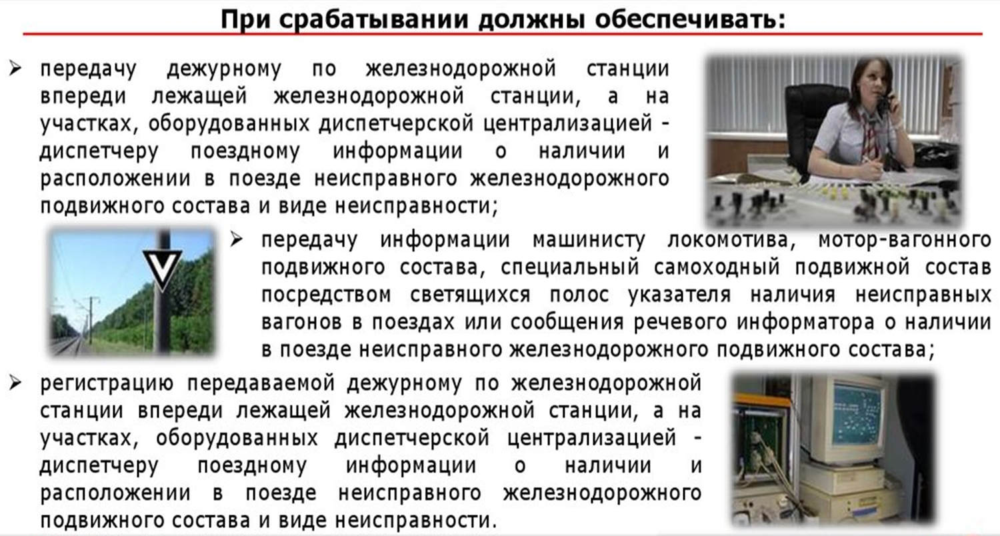 При срабатывании должны обеспечивать:
передачу дежурному по железнодорожной станции
впереди лежащей железнодорожной станции, а на
участках, оборудованных диспетчерской централизацией -
диспетчеру поездному информации о наличии и
расположении в поезде неисправного железнодорожного
подвижного состава и виде неисправности;
передачу информации машинисту локомотива, мотор-вагонного
подвижного состава, специальный самоходный подвижной состав
посредством светящихся полос указателя наличия неисправных
вагонов в поездах или сообщения речевого информатора о наличии
в поезде неисправного железнодорожного подвижного состава;
регистрацию передаваемой дежурному по железнодорожной
станции впереди лежащей железнодорожной станции, а на
участках, оборудованных диспетчерской централизацией -
диспетчеру поездному информации о наличии и
расположении в поезде неисправного железнодорожного
подвижного состава и виде неисправности.